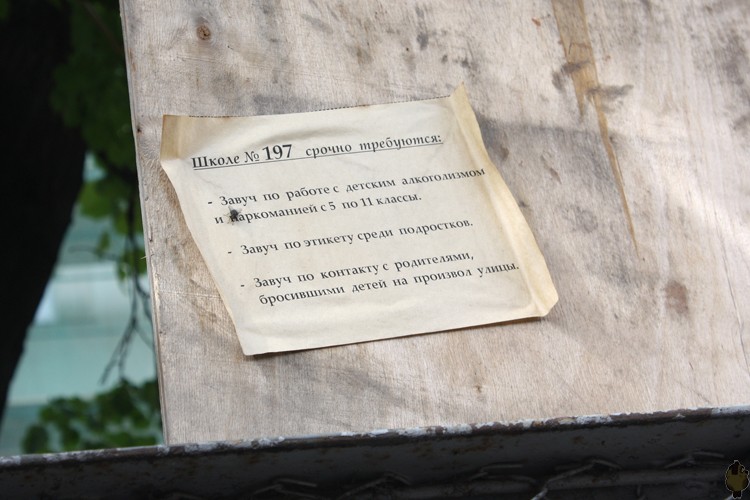 Школе № 197 срочно требуются:
- Завуч по работе с детским алкоголизмом
и наркоманией с 5 по 11 классы.
- Завуч по этикету среди подростков.
- Завуч по контакту с родителями,
бросившими детей на произвол улицы.